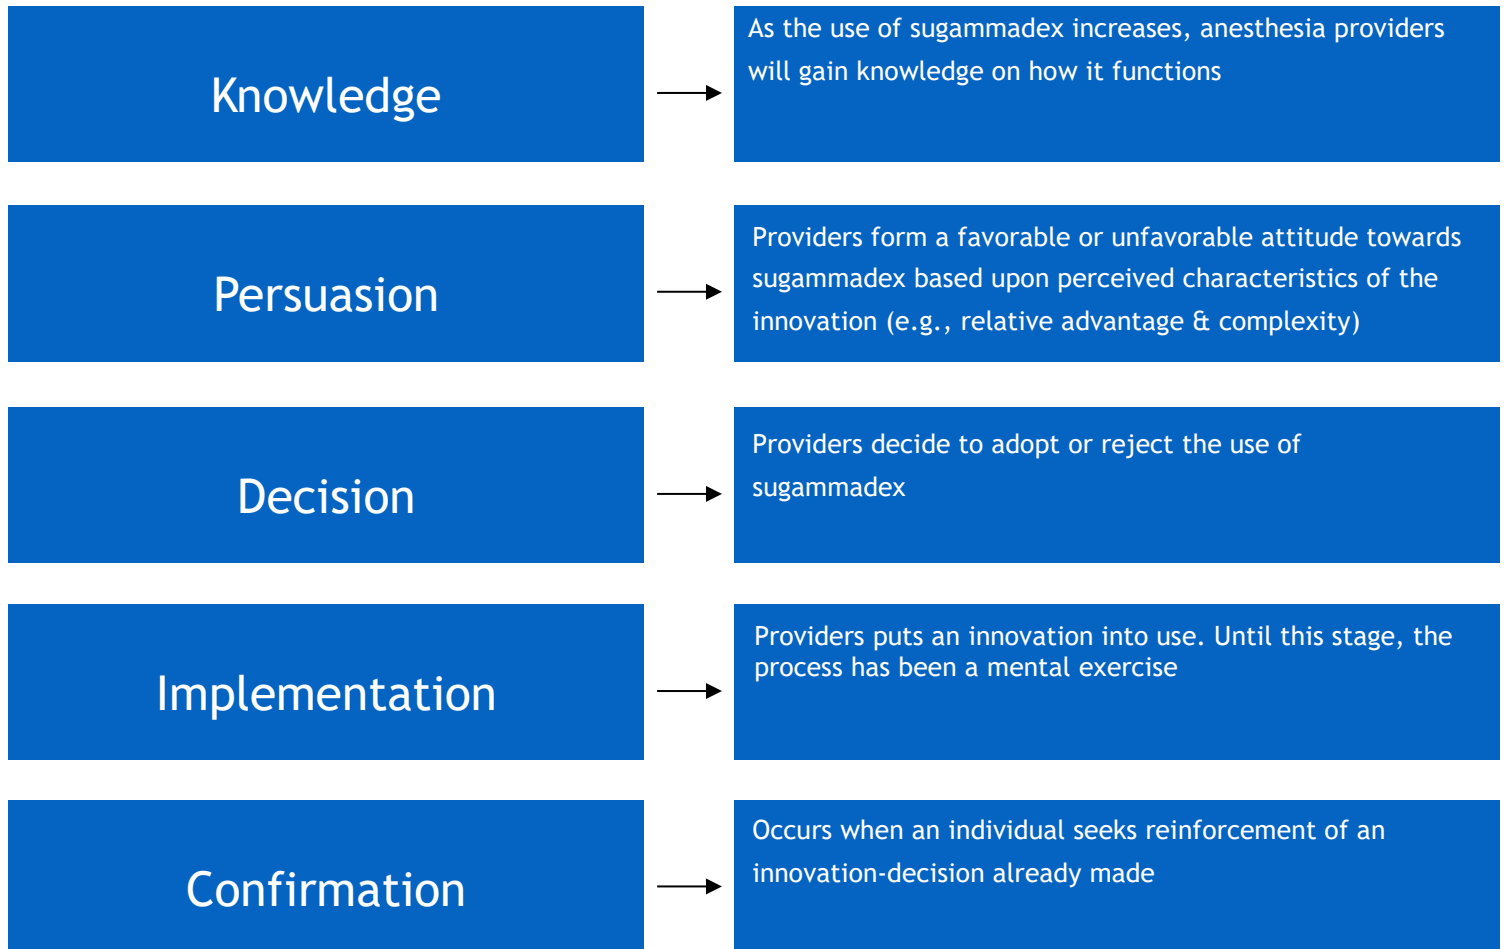 Knowledge
As the use of sugammadex increases, anesthesia providers
will gain knowledge on how it functions
Persuasion
Providers form a favorable or unfavorable attitude towards
sugammadex based upon perceived characteristics of the
innovation (e.g., relative advantage & complexity)
Decision
Providers decide to adopt or reject the use of
sugammadex
Implementation
Providers puts an innovation into use. Until this stage, the
process has been a mental exercise
Confirmation
Occurs when an individual seeks reinforcement of an
innovation-decision already made